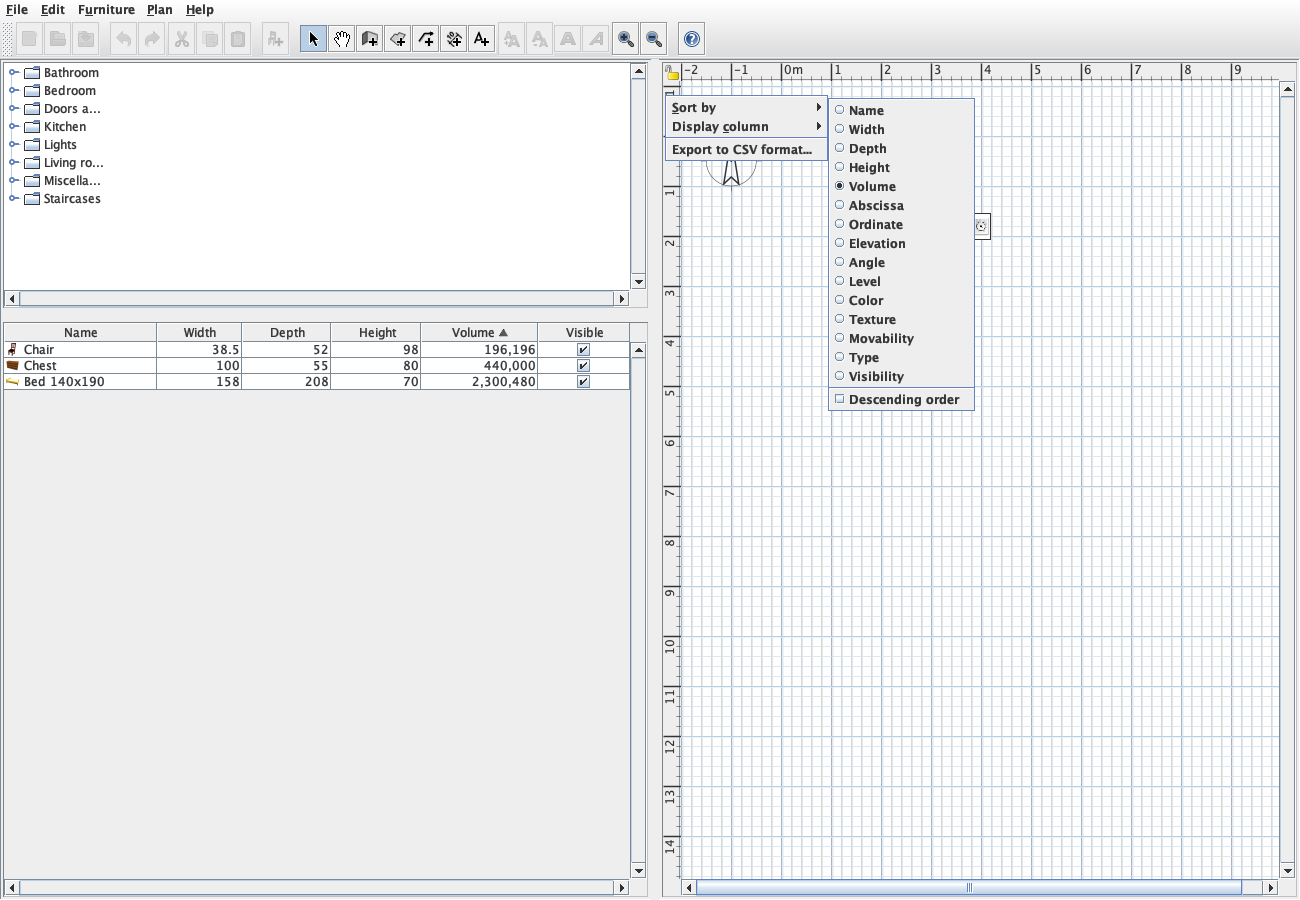 File Edit Furniture Plan Help
Bathroom
Bedroom
Doors a...
Kitchen
Lights
Living ro...
Miscella...
Staircases
Name Width Depth Height Volume Visible
Chair 38.5 52 98 196,196
Chest 100 55 80 440,000
Bed 140x190 158 208 70 2,300,480
-2 -1 0m 1 2 3 4 5 6 7 8 9
Sort by
Display column
Export to CSV format...
Name
Width
Depth
Height
Volume
Abscissa
Ordinate
Elevation
Angle
Level
Color
Texture
Movability
Type
Visibility
Descending order
1
2
3
4
5
6
7
8
9
10
11
12
13
14